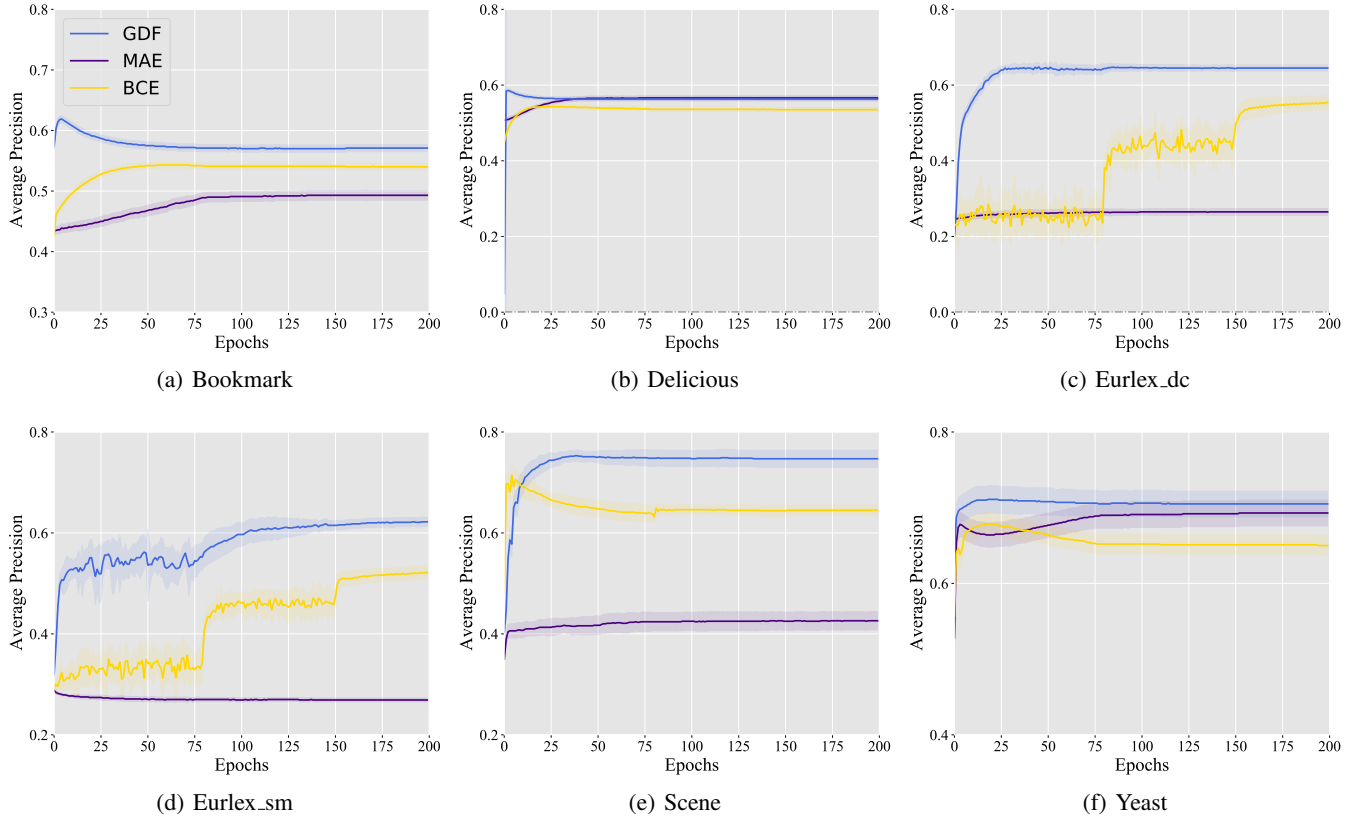 0.8
0.7
0.6
0.5
0.4
0.3
Average Precision
GDF
MAE
BCE
0 25 50 75 100 125 150 175 200
Epochs
(a) Bookmark
0.8
0.6
0.4
0.2
0.0
Average Precision
0 25 50 75 100 125 150 175 200
Epochs
(b) Delicious
0.8
0.6
0.4
0.2
0.0
Average Precision
0 25 50 75 100 125 150 175 200
Epochs
(c) Eurlex_dc
0.8
0.6
0.4
0.2
Average Precision
0 25 50 75 100 125 150 175 200
Epochs
(d) Eurlex_sm
0.8
0.6
0.4
0.2
Average Precision
0 25 50 75 100 125 150 175 200
Epochs
(e) Scene
0.8
0.6
0.4
Average Precision
0 25 50 75 100 125 150 175 200
Epochs
(f) Yeast